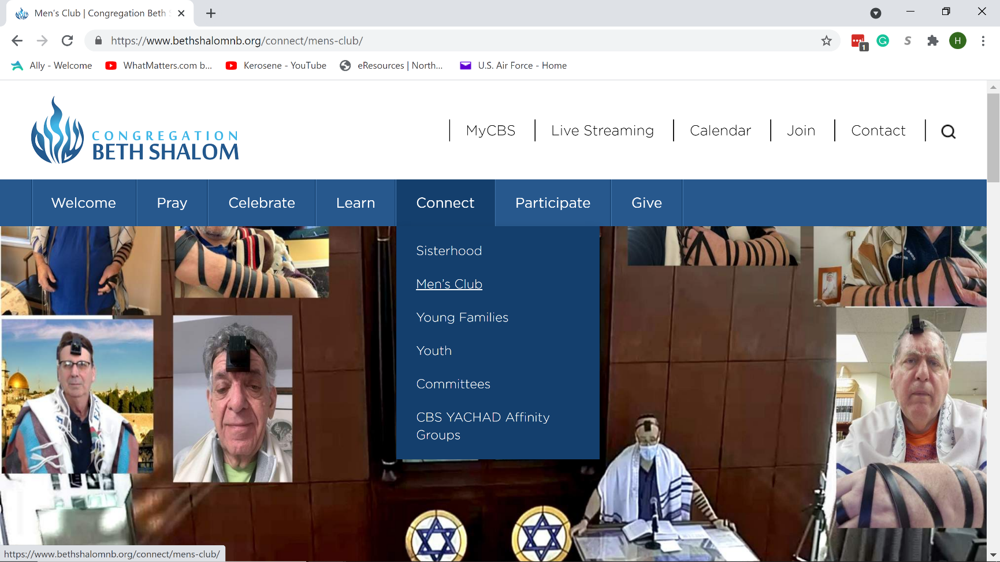 Men's Club | Congregation Beth S
https://www.bethshalomnb.org/connect/mens-club/
1
H
Ally - Welcome
WhatMatters.com b...
Kerosene - YouTube
eResources | North...
U.S. Air Force - Home
CONGREGATION
BETH SHALOM
MyCBS
Live Streaming
Calendar
Join
Contact
Welcome
Pray
Celebrate
Learn
Connect
Participate
Give
Sisterhood
Men's Club
Young Families
Youth
Committees
CBS YACHAD Affinity
Groups
https://www.bethshalomnb.org/connect/mens-club/